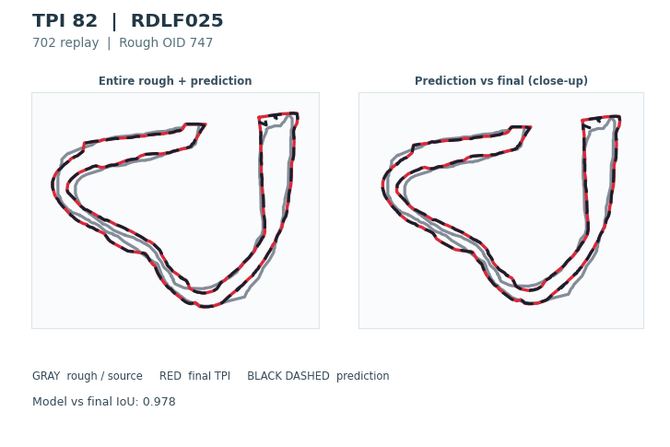 TPI 82 | RDLF025
702 replay | Rough OID 747
Entire rough + prediction
Prediction vs final (close-up)
GRAY rough / source RED final TPI BLACK DASHED prediction
Model vs final IoU: 0.978